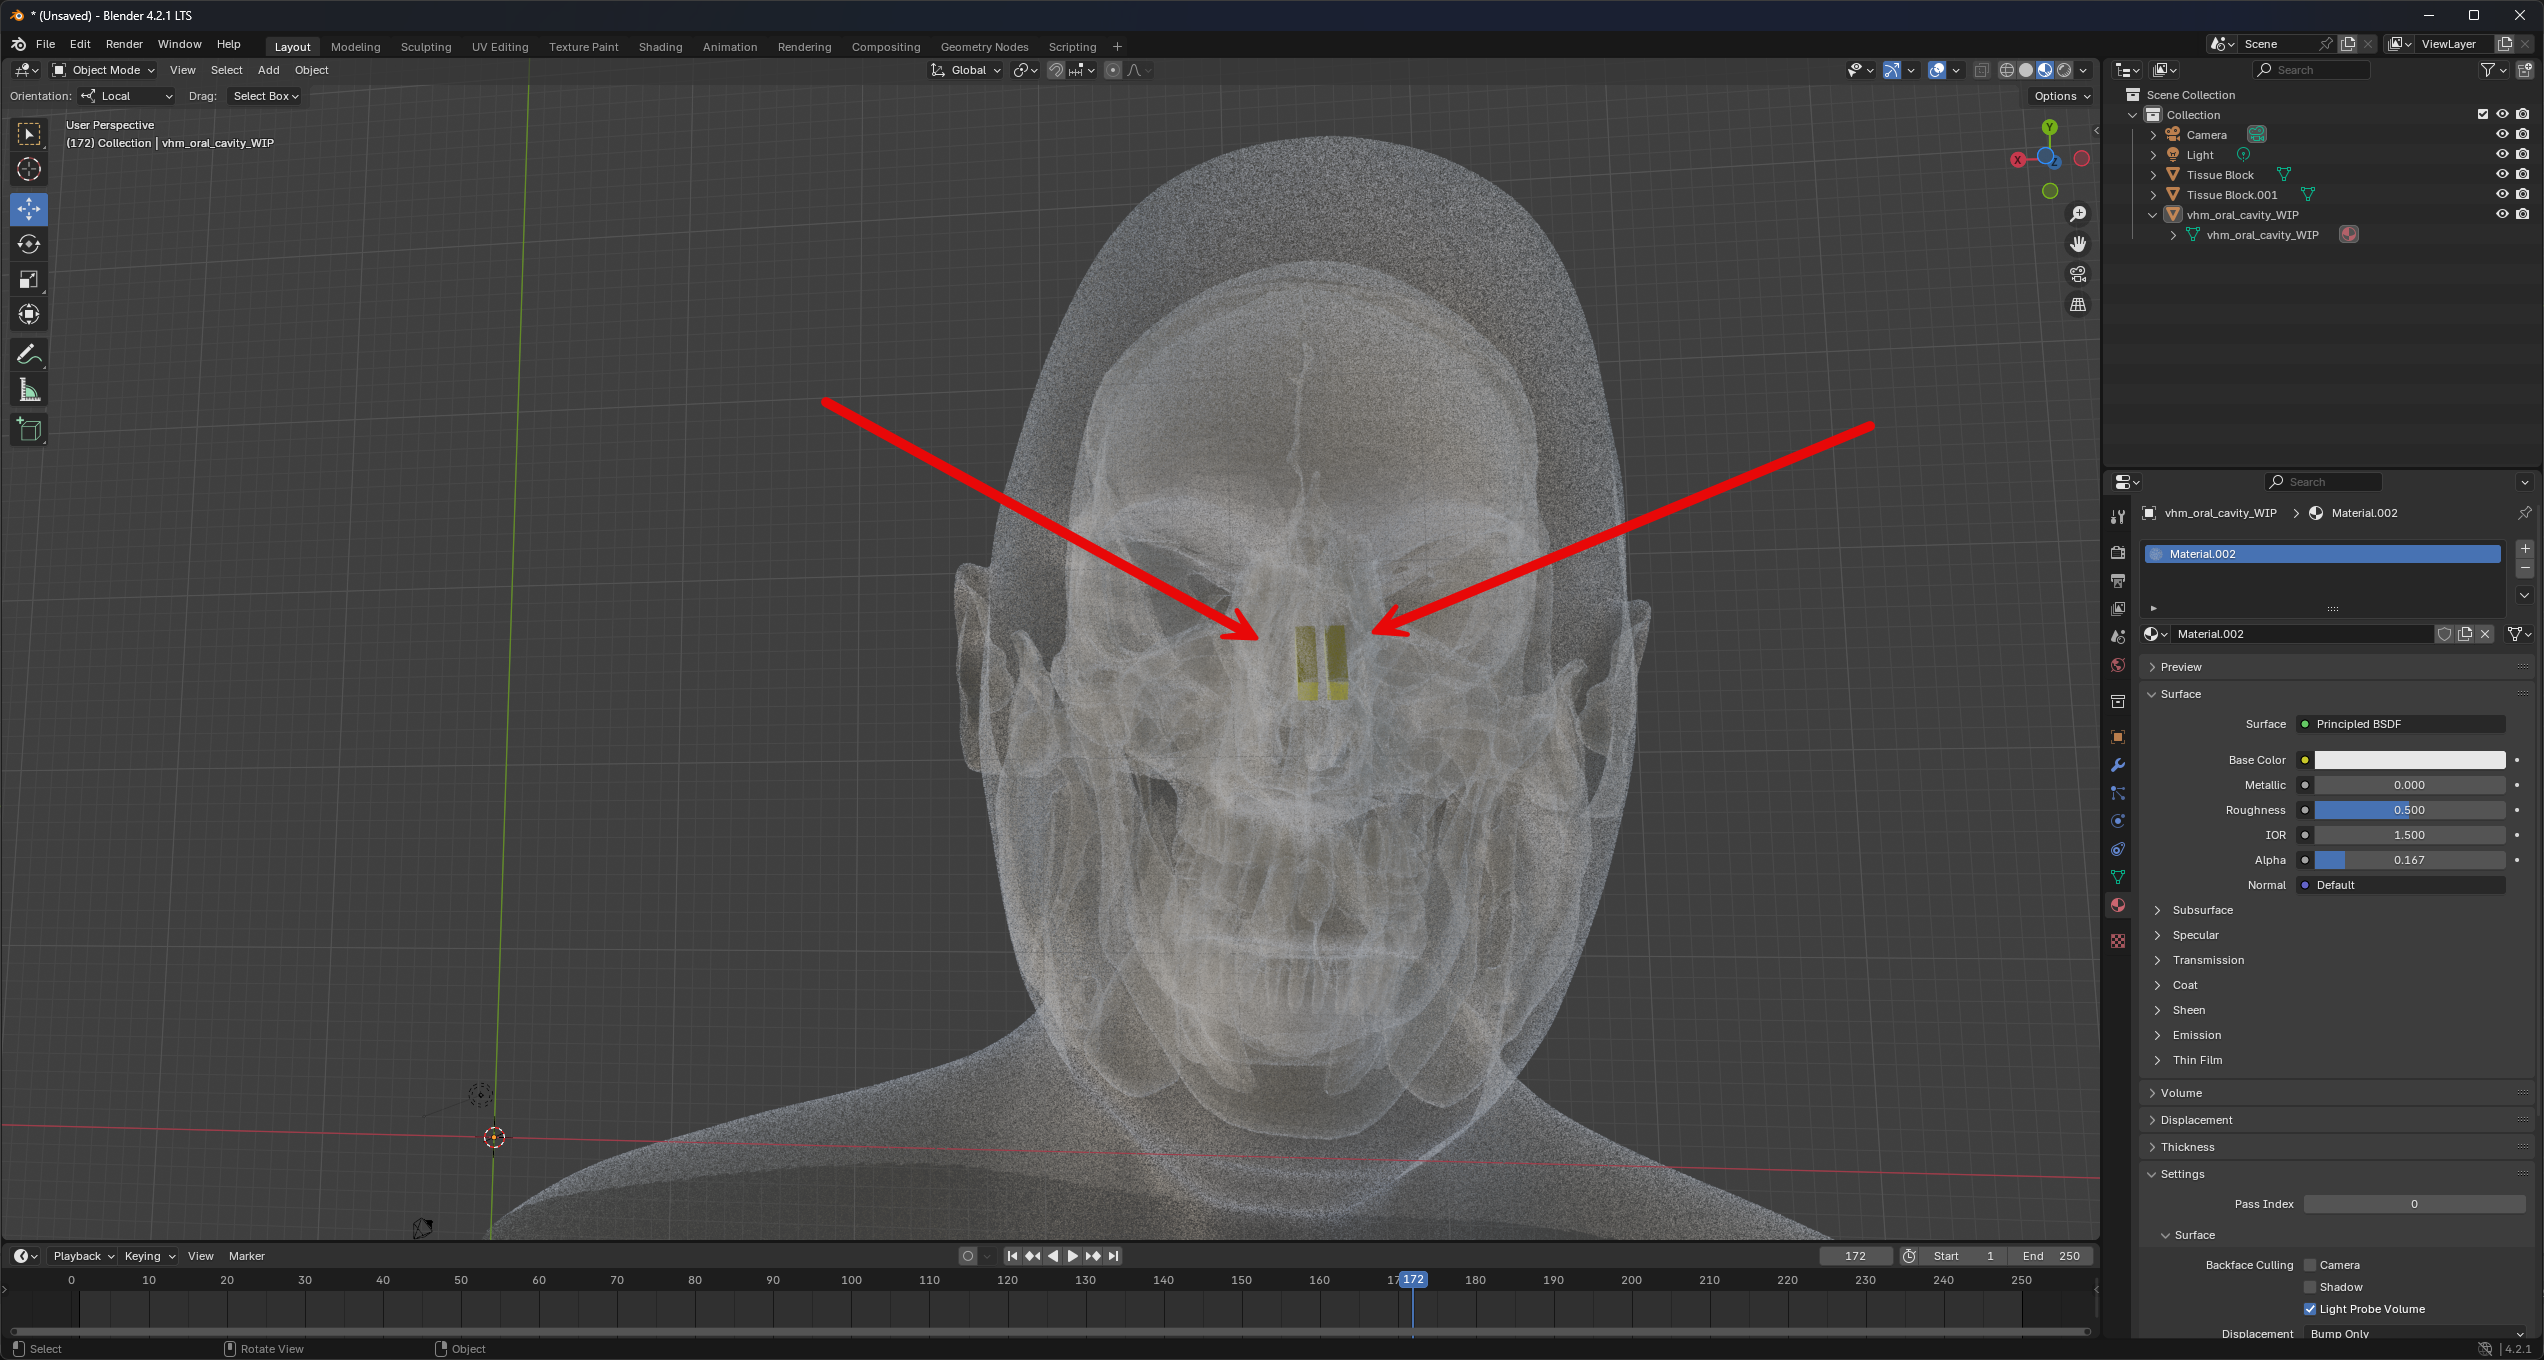 * (Unsaved) - Blender 4.2.1 LTS
File Edit Render Window Help Layout Modeling Sculpting UV Editing Texture Paint Shading Animation Rendering Compositing Geometry Nodes Scripting + Scene ViewLayer
Object Mode View Select Add Object Global
Orientation: Local Drag: Select Box Options
User Perspective
(172) Collection | vhm_oral_cavity_WIP
Y
X
Z
Search
Scene Collection
Collection
Camera
Light
Tissue Block
Tissue Block.001
vhm_oral_cavity_WIP
vhm_oral_cavity_WIP
Search
vhm_oral_cavity_WIP > Material.002
Material.002
Material.002
Preview
Surface
Surface Principled BSDF
Base Color
Metallic 0.000
Roughness 0.500
IOR 1.500
Alpha 0.167
Normal Default
Subsurface
Specular
Transmission
Coat
Sheen
Emission
Thin Film
Volume
Displacement
Thickness
Settings
Pass Index 0
Surface
Backface Culling Camera
Shadow
Light Probe Volume
Displacement Bump Only
Playback Keying View Marker 172 Start 1 End 250
0 10 20 30 40 50 60 70 80 90 100 110 120 130 140 150 160 17 172 180 190 200 210 220 230 240 250
Select Rotate View Object 4.2.1